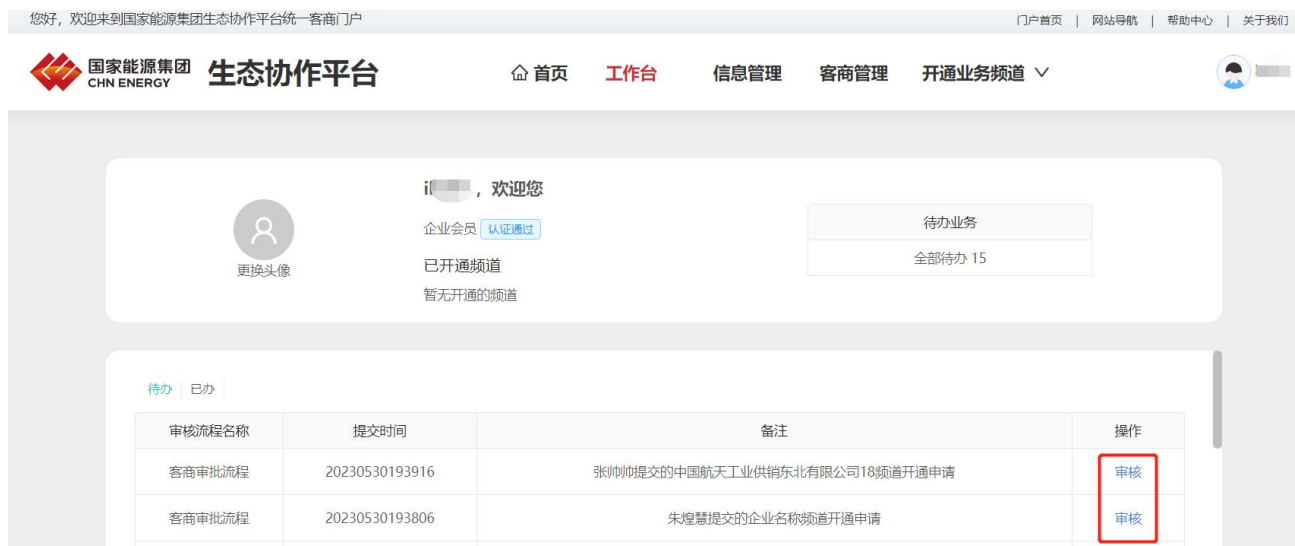 您好，欢迎来到国家能源集团生态协作平台统一客商门户
门户首页 | 网站导航 | 帮助中心 | 关于我们
国家能源集团
CHN ENERGY
生态协作平台
首页 工作台 信息管理 客商管理 开通业务频道
，欢迎您
企业会员 认证通过
已开通频道
暂无开通的频道
更换头像
待办业务
全部待办 15
待办 已办
审核流程名称 提交时间 备注 操作
客商审批流程 20230530193916 张帅帅提交的中国航天工业供销东北有限公司18频道开通申请 审核
客商审批流程 20230530193806 朱煌慧提交的企业名称频道开通申请 审核